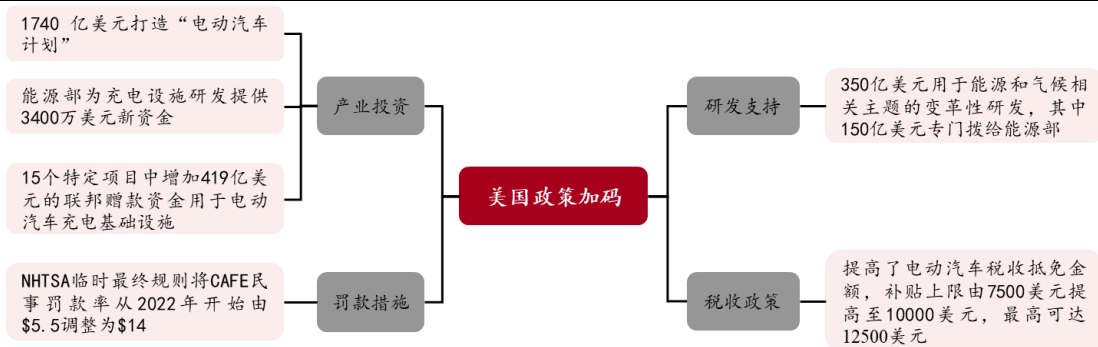 1740 亿美元打造“电动汽车
计划”
能源部为充电设施研发提供
3400万美元新资金
15个特定项目中增加419亿美
元的联邦赠款资金用于电动
汽车充电基础设施
产业投资
NHTSA临时最终规则将CAFE民
事罚款率从2022年开始由
$5.5调整为$14
罚款措施
美国政策加码
研发支持
350亿美元用于能源和气候相
关主题的变革性研发，其中
150亿美元专门拨给能源部
税收政策
提高了电动汽车税收抵免金
额，补贴上限由7500美元提
高至10000美元，最高可达
12500美元